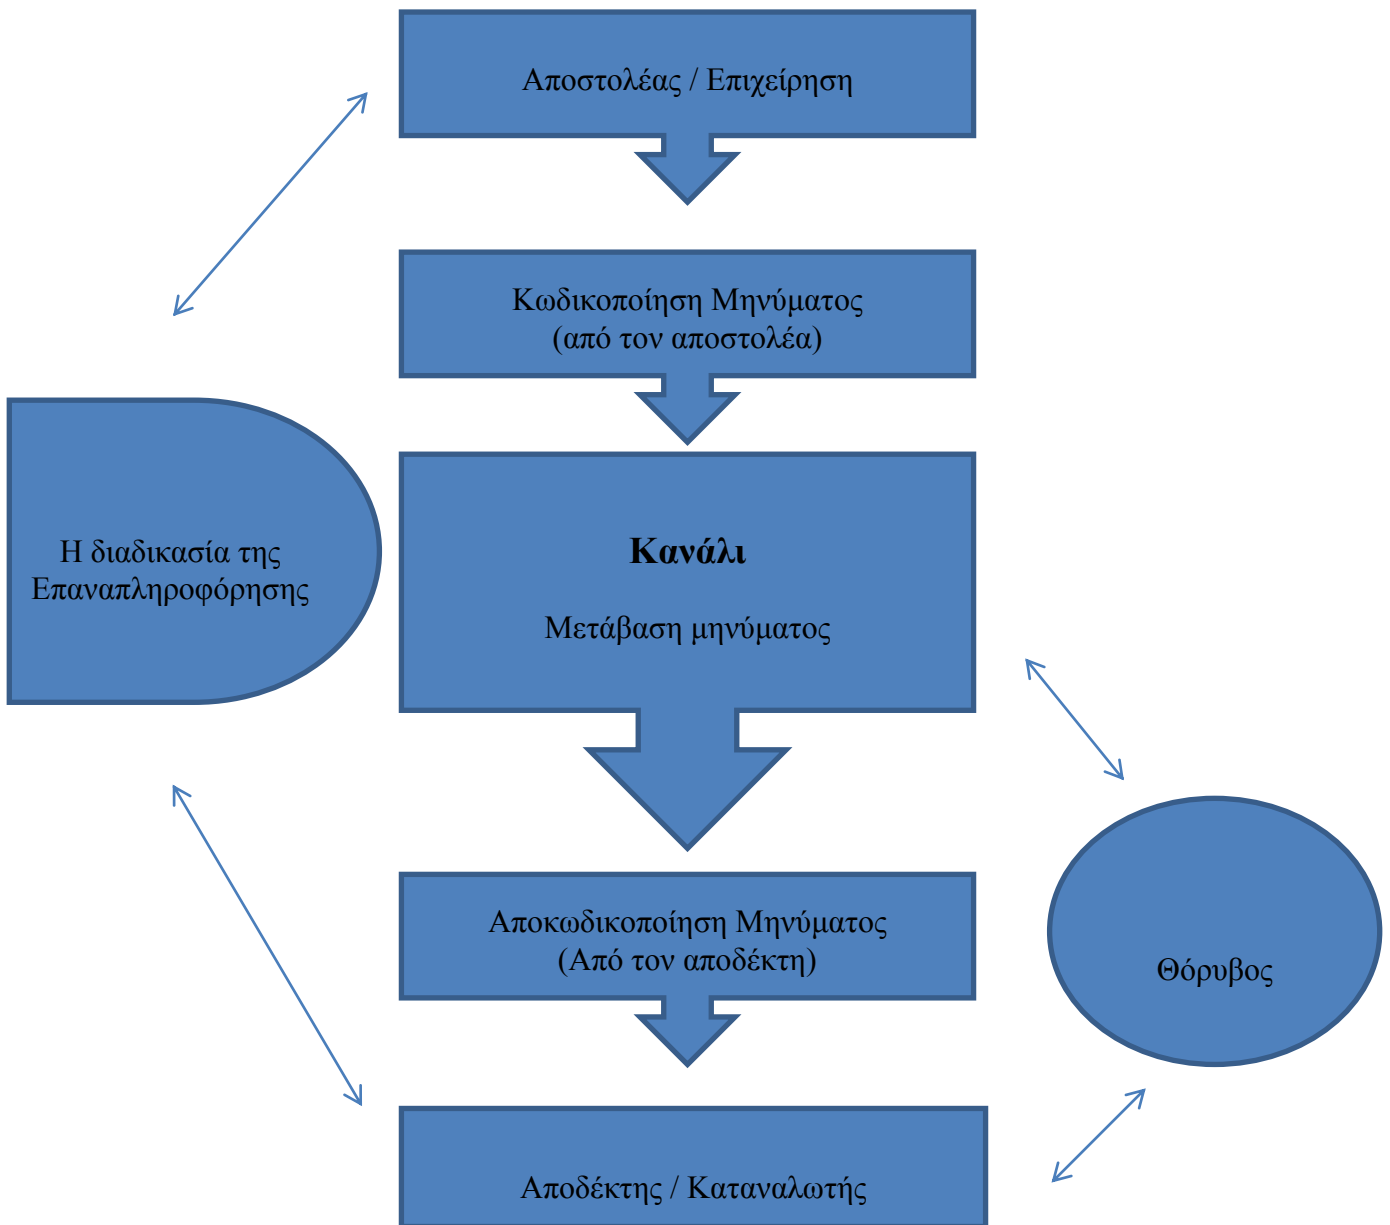 Αποστολέας / Επιχείρηση
Κωδικοποίηση Μηνύματος
(από τον αποστολέα)
Η διαδικασία της
Επαναπληροφόρησης
Κανάλι
Μετάβαση μηνύματος
Αποκωδικοποίηση Μηνύματος
(Από τον αποδέκτη)
Θόρυβος
Αποδέκτης / Καταναλωτής